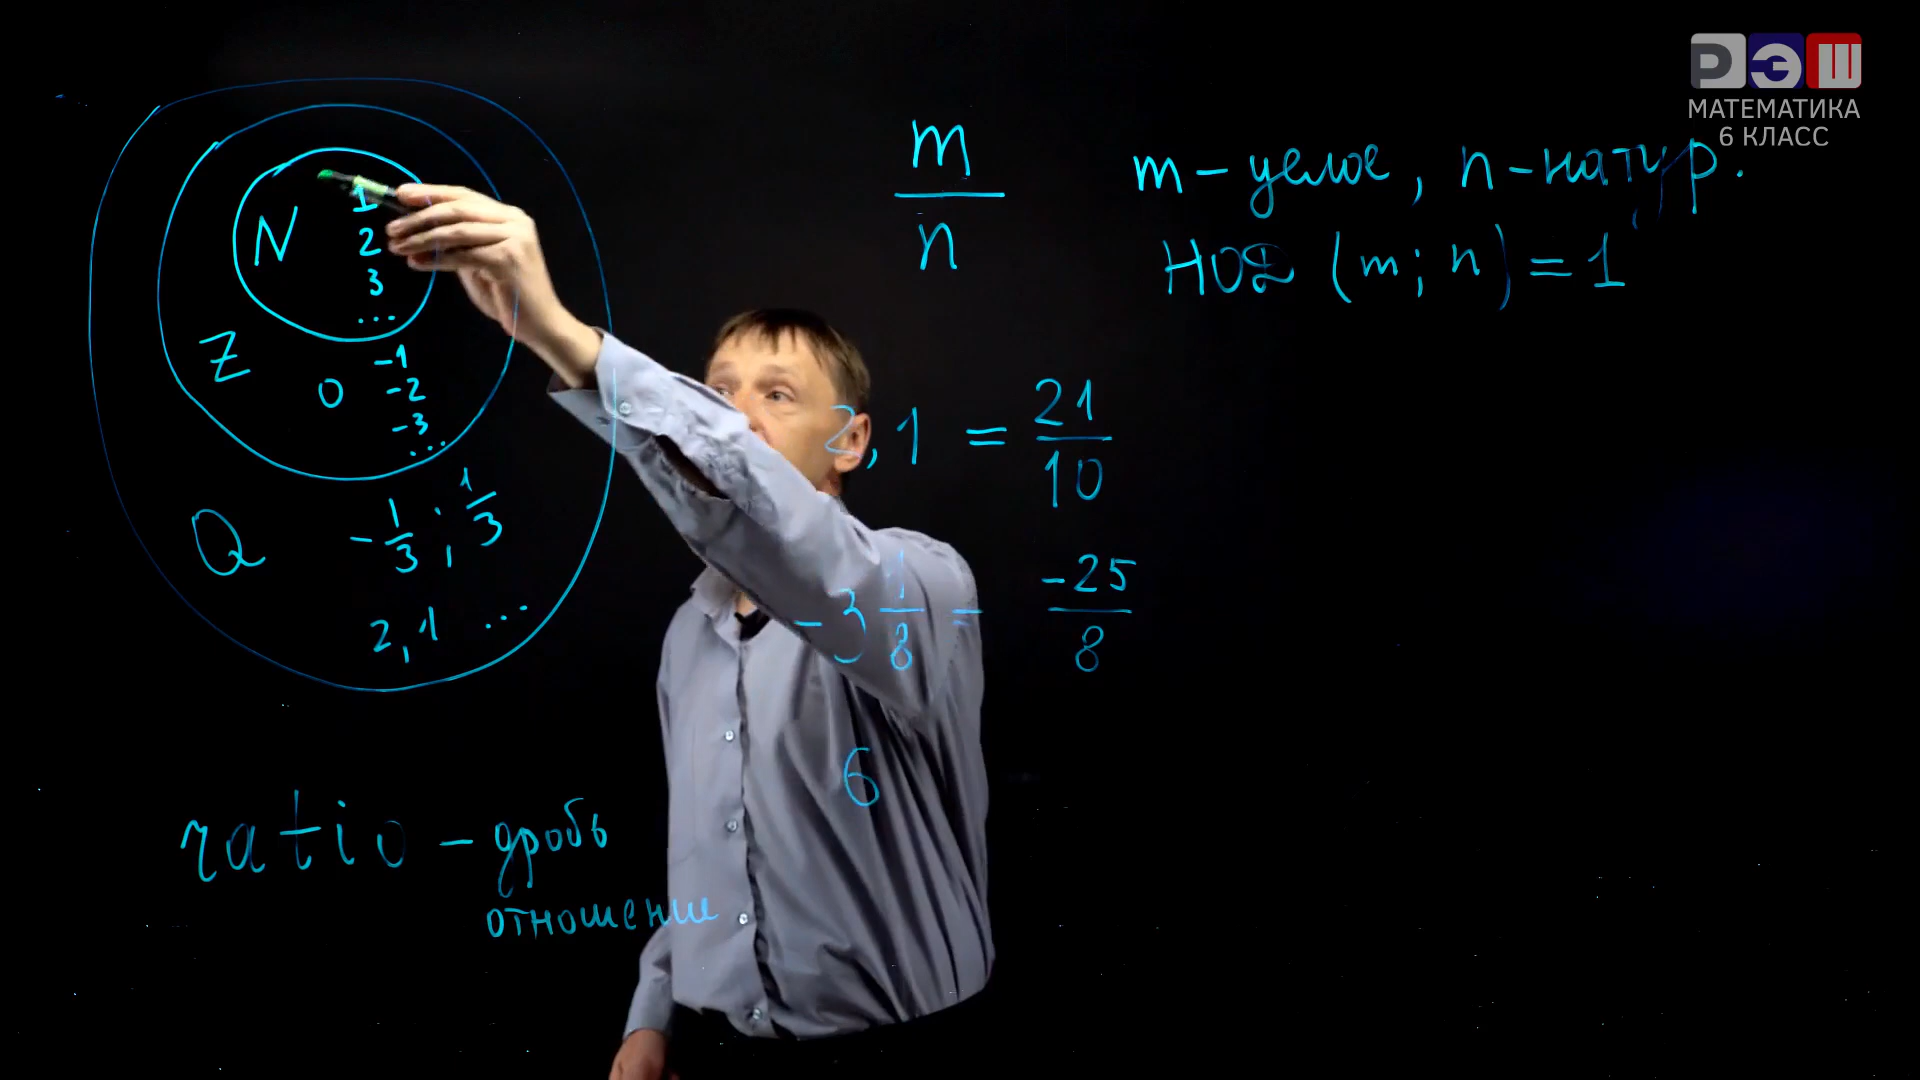 РЭШ
МАТЕМАТИКА
6 КЛАСС
N
1
2
3
...
Z
0
-1
-2
-3
...
Q
-1/3 ; 1/3
2,1 ...
m/n
m - целое, n - натур.
НОД (m; n) = 1
2,1 = 21/10
-3 1/8 = -25/8
6
ratio - дробь
отношение